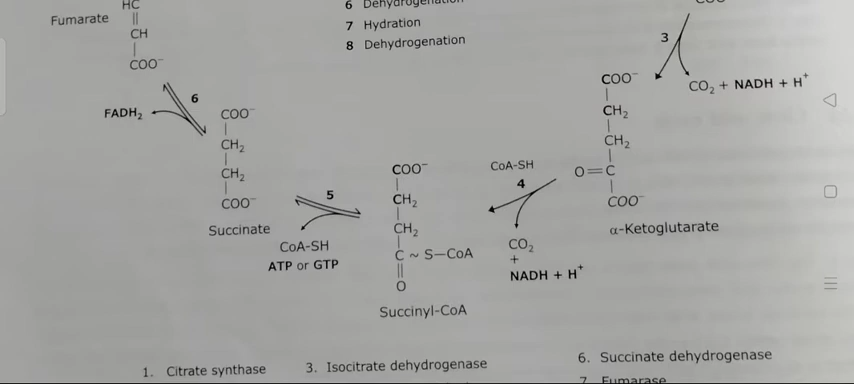 HC
||
CH
|
COO⁻
Fumarate
6 Dehydrogenation
7 Hydration
8 Dehydrogenation
3
CO₂ + NADH + H⁺
COO⁻
|
CH₂
|
CH₂
|
O=C
|
COO⁻
α-Ketoglutarate
CoA-SH
4
CO₂
+
NADH + H⁺
COO⁻
|
CH₂
|
CH₂
|
C ~ S—CoA
||
O
Succinyl-CoA
5
CoA-SH
ATP or GTP
COO⁻
|
CH₂
|
CH₂
|
COO⁻
Succinate
6
FADH₂
1. Citrate synthase
3. Isocitrate dehydrogenase
6. Succinate dehydrogenase
7. Fumarase